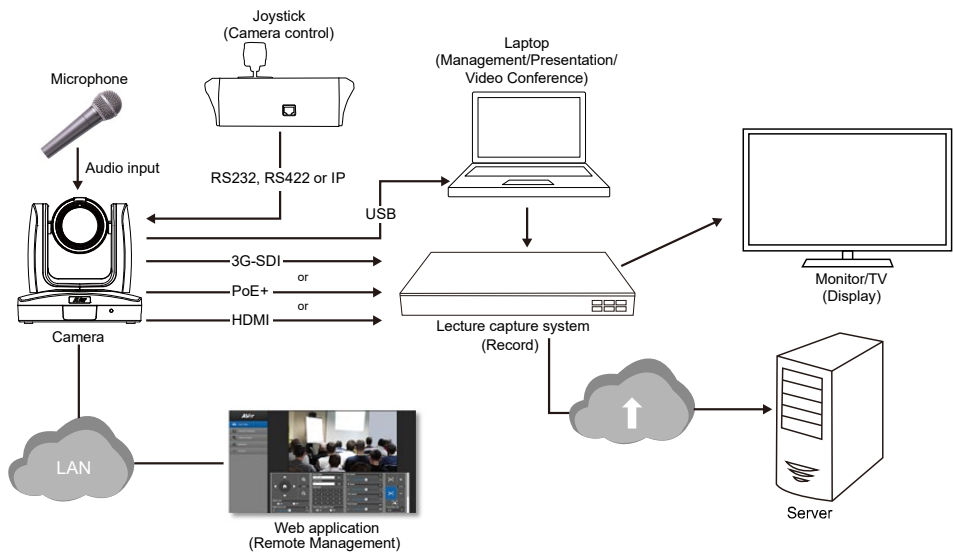 Joystick
(Camera control)
Laptop
(Management/Presentation/
Video Conference)
Microphone
Audio input
RS232, RS422 or IP
USB
3G-SDI
or
PoE+
or
HDMI
Camera
Lecture capture system
(Record)
Monitor/TV
(Display)
LAN
AVer
Web application
(Remote Management)
Server